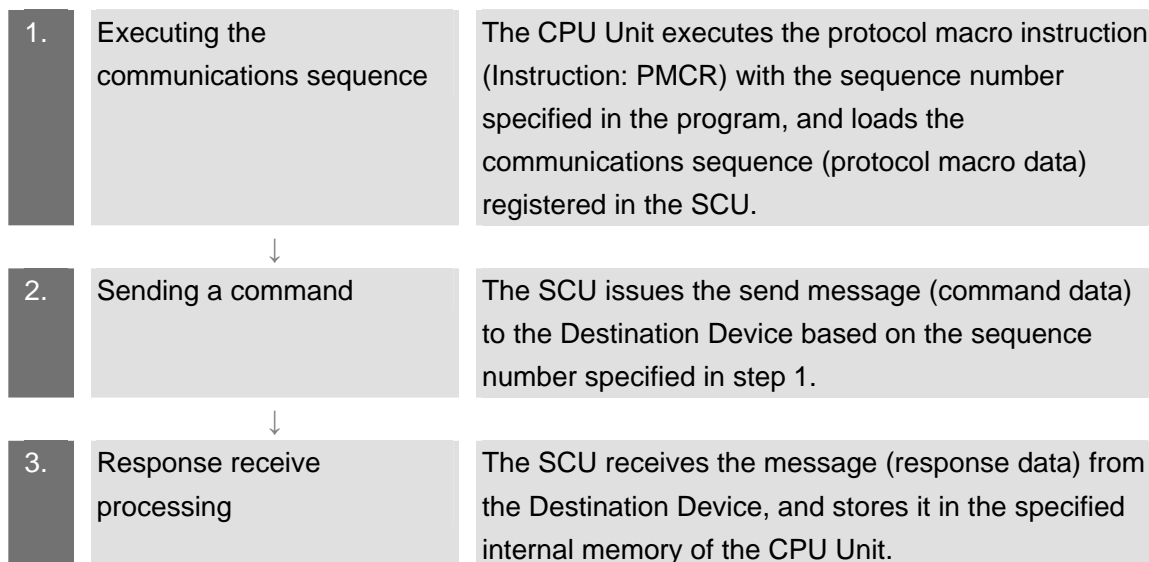 1.
Executing the
communications sequence
The CPU Unit executes the protocol macro instruction
(Instruction: PMCR) with the sequence number
specified in the program, and loads the
communications sequence (protocol macro data)
registered in the SCU.
↓
2.
Sending a command
The SCU issues the send message (command data)
to the Destination Device based on the sequence
number specified in step 1.
↓
3.
Response receive
processing
The SCU receives the message (response data) from
the Destination Device, and stores it in the specified
internal memory of the CPU Unit.